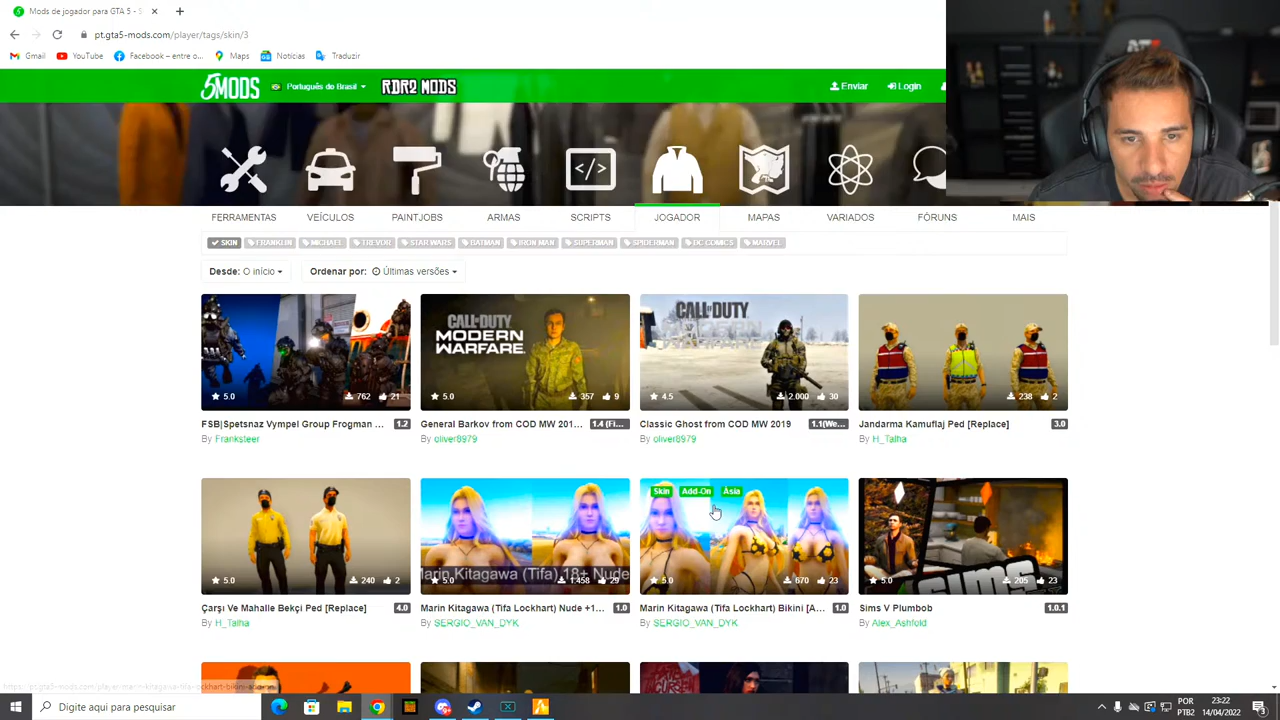 Mods de jogador para GTA 5 - 5
pt.gta5-mods.com/player/tags/skin/3
Gmail YouTube Facebook – entre o... Maps Notícias Traduzir
5MODS Português do Brasil RDR2 MODS Enviar Login
FERRAMENTAS VEÍCULOS PAINTJOBS ARMAS SCRIPTS JOGADOR MAPAS VARIADOS FÓRUNS MAIS
SKIN FRANKLIN MICHAEL TREVOR STAR WARS BATMAN IRON MAN SUPERMAN SPIDERMAN DC COMICS MARVEL
Desde: O início Ordenar por: Últimas versões
CALL OF DUTY
MODERN
WARFARE
CALL OF DUTY
5.0 762 21
5.0 357 9
4.5 2.000 30
238 2
FSB|Spetsnaz Vympel Group Frogman ... 1.2
By Franksteer
General Barkov from COD MW 201... 1.4 (Fi...
By oliver8979
Classic Ghost from COD MW 2019 1.1(We...
By oliver8979
Jandarma Kamuflaj Ped [Replace] 3.0
By H_Talha
Skin Add-On Ásia
Marin Kitagawa (Tifa) 18+ Nude
SIMS
5.0 240 2
5.0 1.458 29
5.0 670 23
5.0 205 23
Çarşı Ve Mahalle Bekçi Ped [Replace] 4.0
By H_Talha
Marin Kitagawa (Tifa Lockhart) Nude +1... 1.0
By SERGIO_VAN_DYK
Marin Kitagawa (Tifa Lockhart) Bikini [A... 1.0
By SERGIO_VAN_DYK
Sims V Plumbob 1.0.1
By Alex_Ashfold
Digite aqui para pesquisar
POR
PTB2
23:22
14/04/2022
3